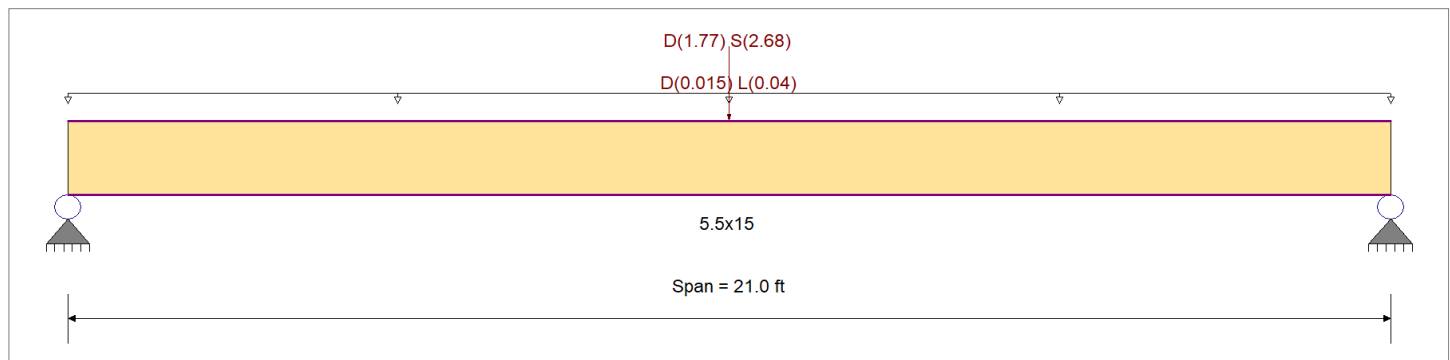 D(1.77) S(2.68)
D(0.015) L(0.04)
5.5x15
Span = 21.0 ft